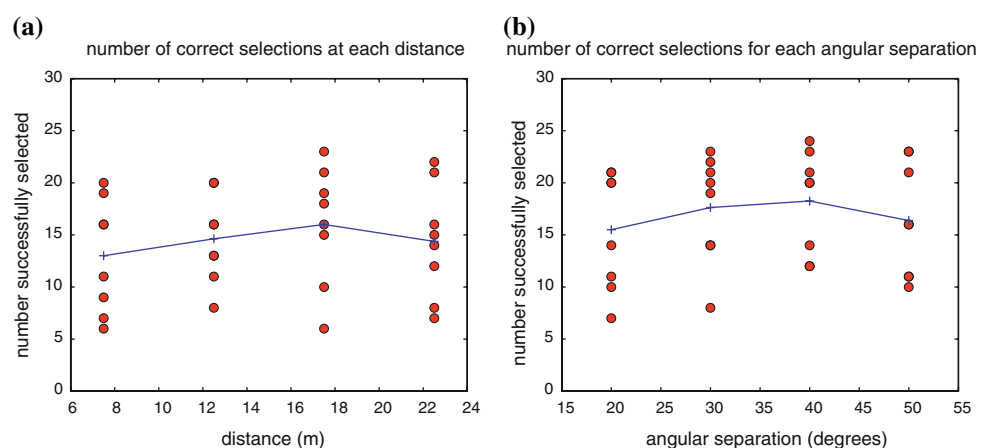 (a)
number of correct selections at each distance
number successfully selected
30
25
20
15
10
5
0
6 8 10 12 14 16 18 20 22 24
distance (m)
(b)
number of correct selections for each angular separation
number successfully selected
30
25
20
15
10
5
0
15 20 25 30 35 40 45 50 55
angular separation (degrees)